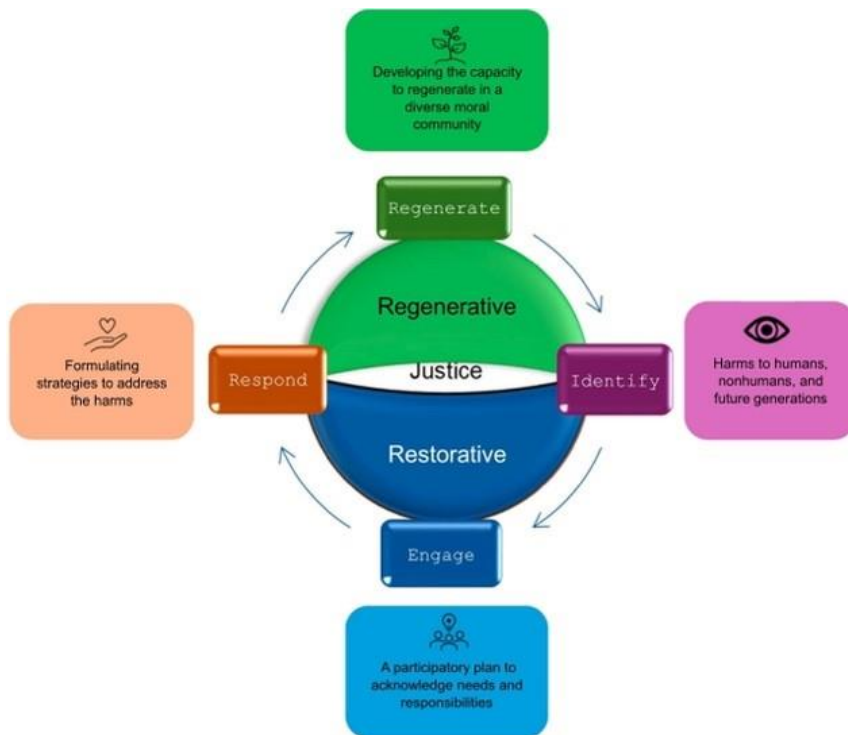 Developing the capacity
to regenerate in a
diverse moral
community
Regenerate
Regenerative
Justice
Restorative
Respond
Formulating
strategies to address
the harms
Identify
Harms to humans,
nonhumans, and
future generations
Engage
A participatory plan to
acknowledge needs and
responsibilities